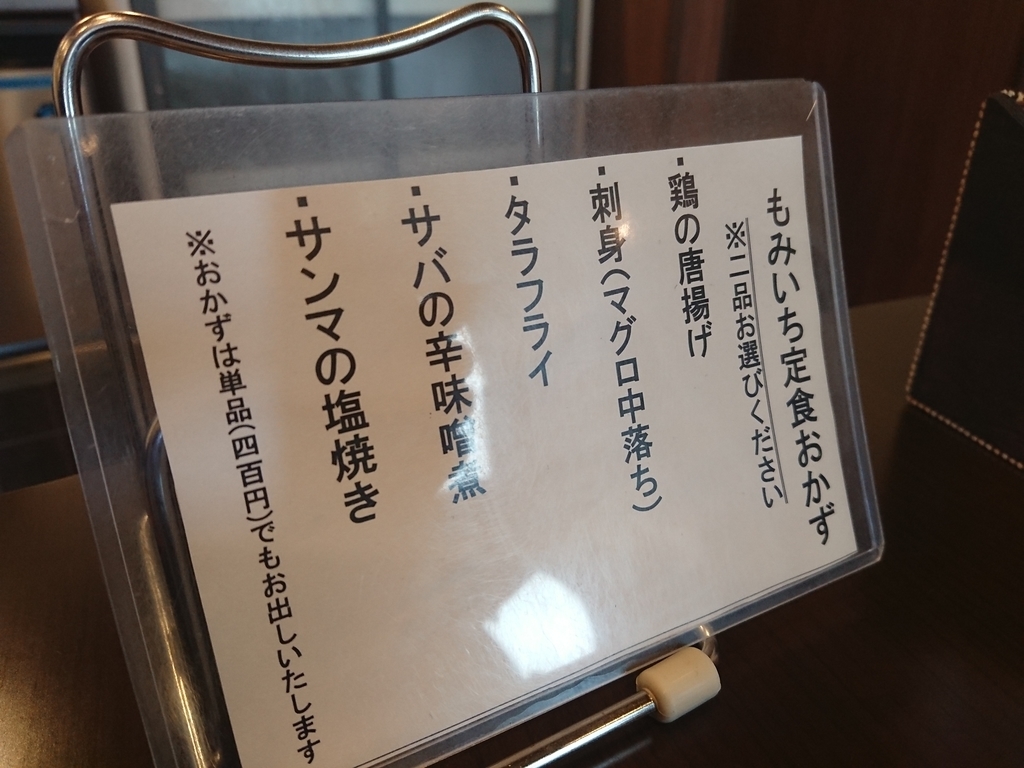 もみいち定食おかず
※二品お選びください
・鶏の唐揚げ
・刺身(マグロ中落ち)
・タラフライ
・サバの辛味噌煮
・サンマの塩焼き
※おかずは単品(四百円)でもお出しいたします